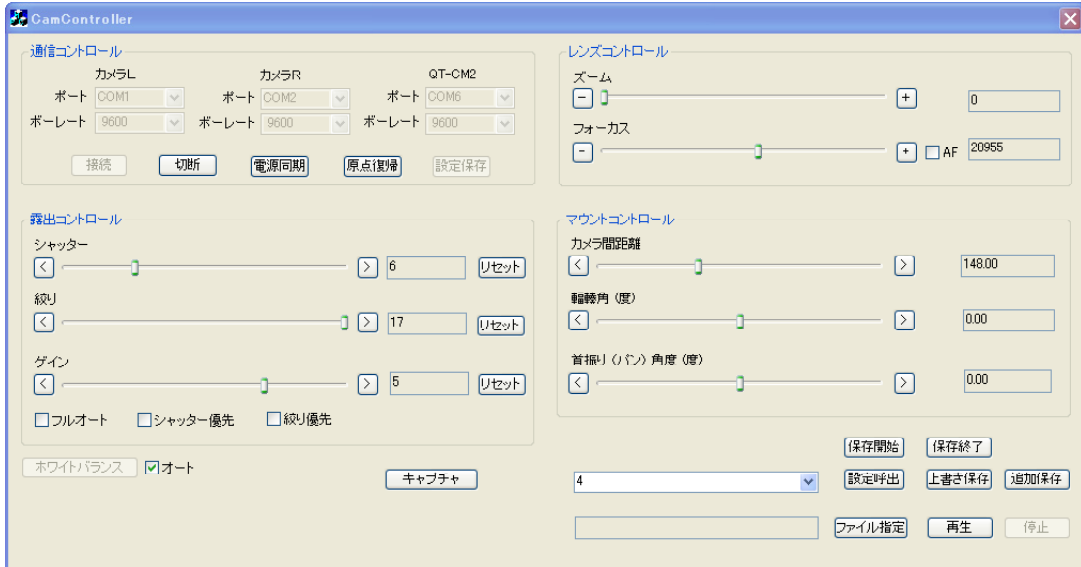 CamController
通信コントロール
カメラL カメラR QT-CM2
ポート COM1 ポート COM2 ポート COM6
ボーレート 9600 ボーレート 9600 ボーレート 9600
接続 切断 電源同期 原点復帰 設定保存
レンズコントロール
ズーム
- + 0
フォーカス
- + AF 20955
露出コントロール
シャッター
< > 6 リセット
絞り
< > 17 リセット
ゲイン
< > 5 リセット
フルオート シャッター優先 絞り優先
マウントコントロール
カメラ間距離
< > 148.00
輻輳角 (度)
< > 0.00
首振り (パン) 角度 (度)
< > 0.00
ホワイトバランス オート キャプチャ
保存開始 保存終了
4 設定呼出 上書き保存 追加保存
ファイル指定 再生 停止